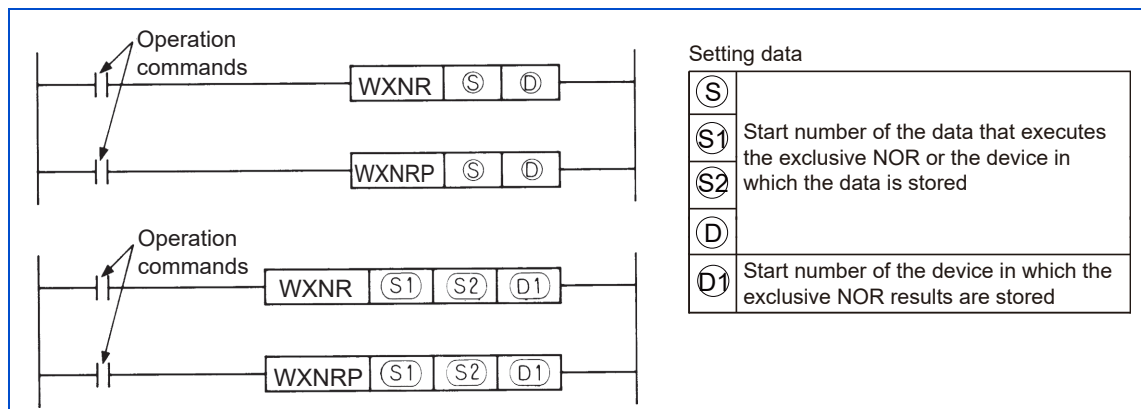 Operation
commands
WXNR Ⓢ Ⓓ
WXNRP Ⓢ Ⓓ
Operation
commands
WXNR S1 S2 D1
WXNRP S1 S2 D1
Setting data
S
S1
S2
D
Start number of the data that executes
the exclusive NOR or the device in
which the data is stored
D1
Start number of the device in which the
exclusive NOR results are stored